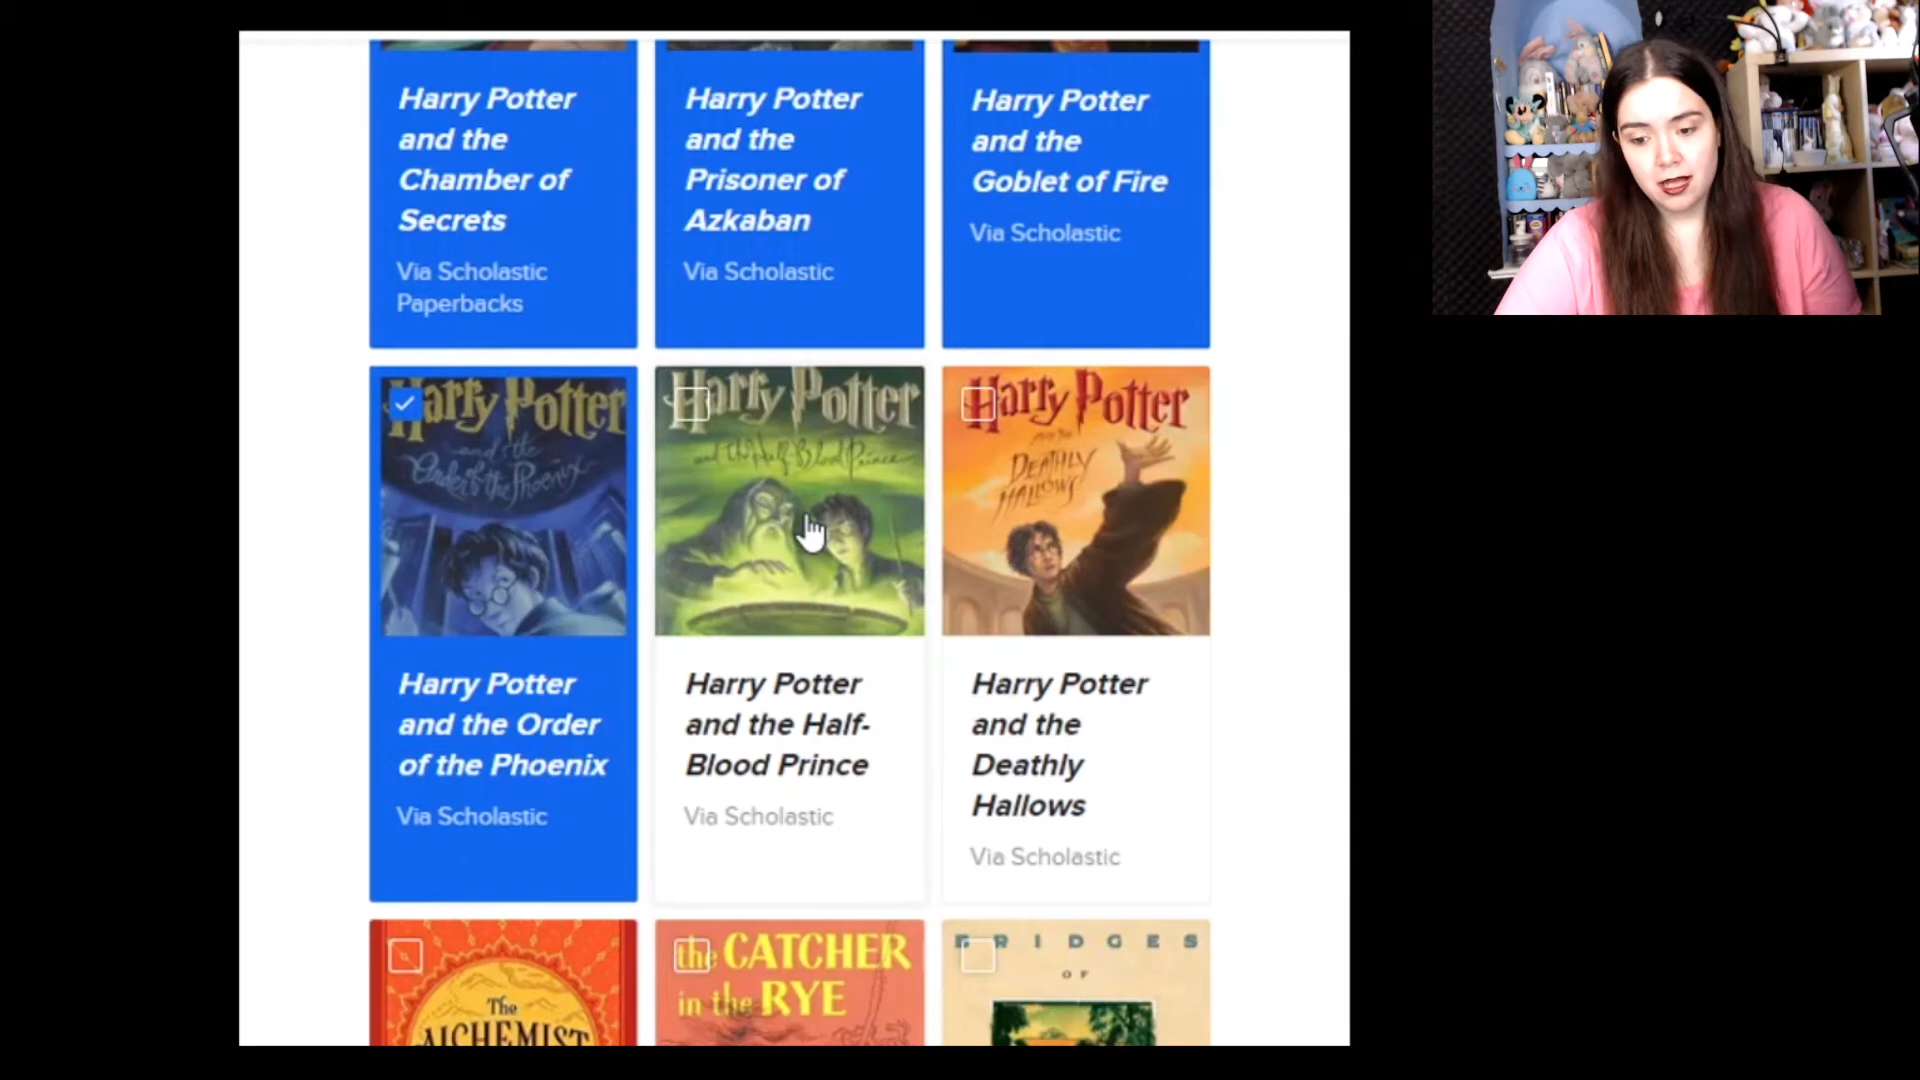 Harry Potter
and the
Chamber of
Secrets
Via Scholastic
Paperbacks
Harry Potter
and the
Prisoner of
Azkaban
Via Scholastic
Harry Potter
and the
Goblet of Fire
Via Scholastic
Harry Potter
and the
Order of the Phoenix
Harry Potter
and the Order
of the Phoenix
Via Scholastic
Harry Potter
and the Half-Blood Prince
Harry Potter
and the Half-
Blood Prince
Via Scholastic
Harry Potter
AND THE
DEATHLY
HALLOWS
Harry Potter
and the
Deathly
Hallows
Via Scholastic
The
ALCHEMIST
the CATCHER
in the RYE
BRIDGES
OF